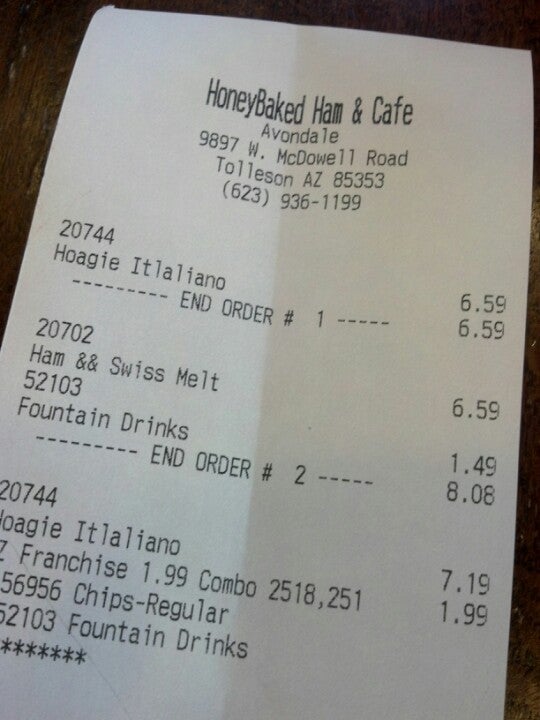 HoneyBaked Ham & Cafe
Avondale
9897 W. McDowell Road
Tolleson AZ 85353
(623) 936-1199
20744
Hoagie Itlaliano 6.59
--------- END ORDER # 1 ----- 6.59
20702
Ham && Swiss Melt 6.59
52103
Fountain Drinks 1.49
--------- END ORDER # 2 ----- 8.08
20744
Hoagie Itlaliano 7.19
Z Franchise 1.99 Combo 2518,251 1.99
56956 Chips-Regular
52103 Fountain Drinks
*******